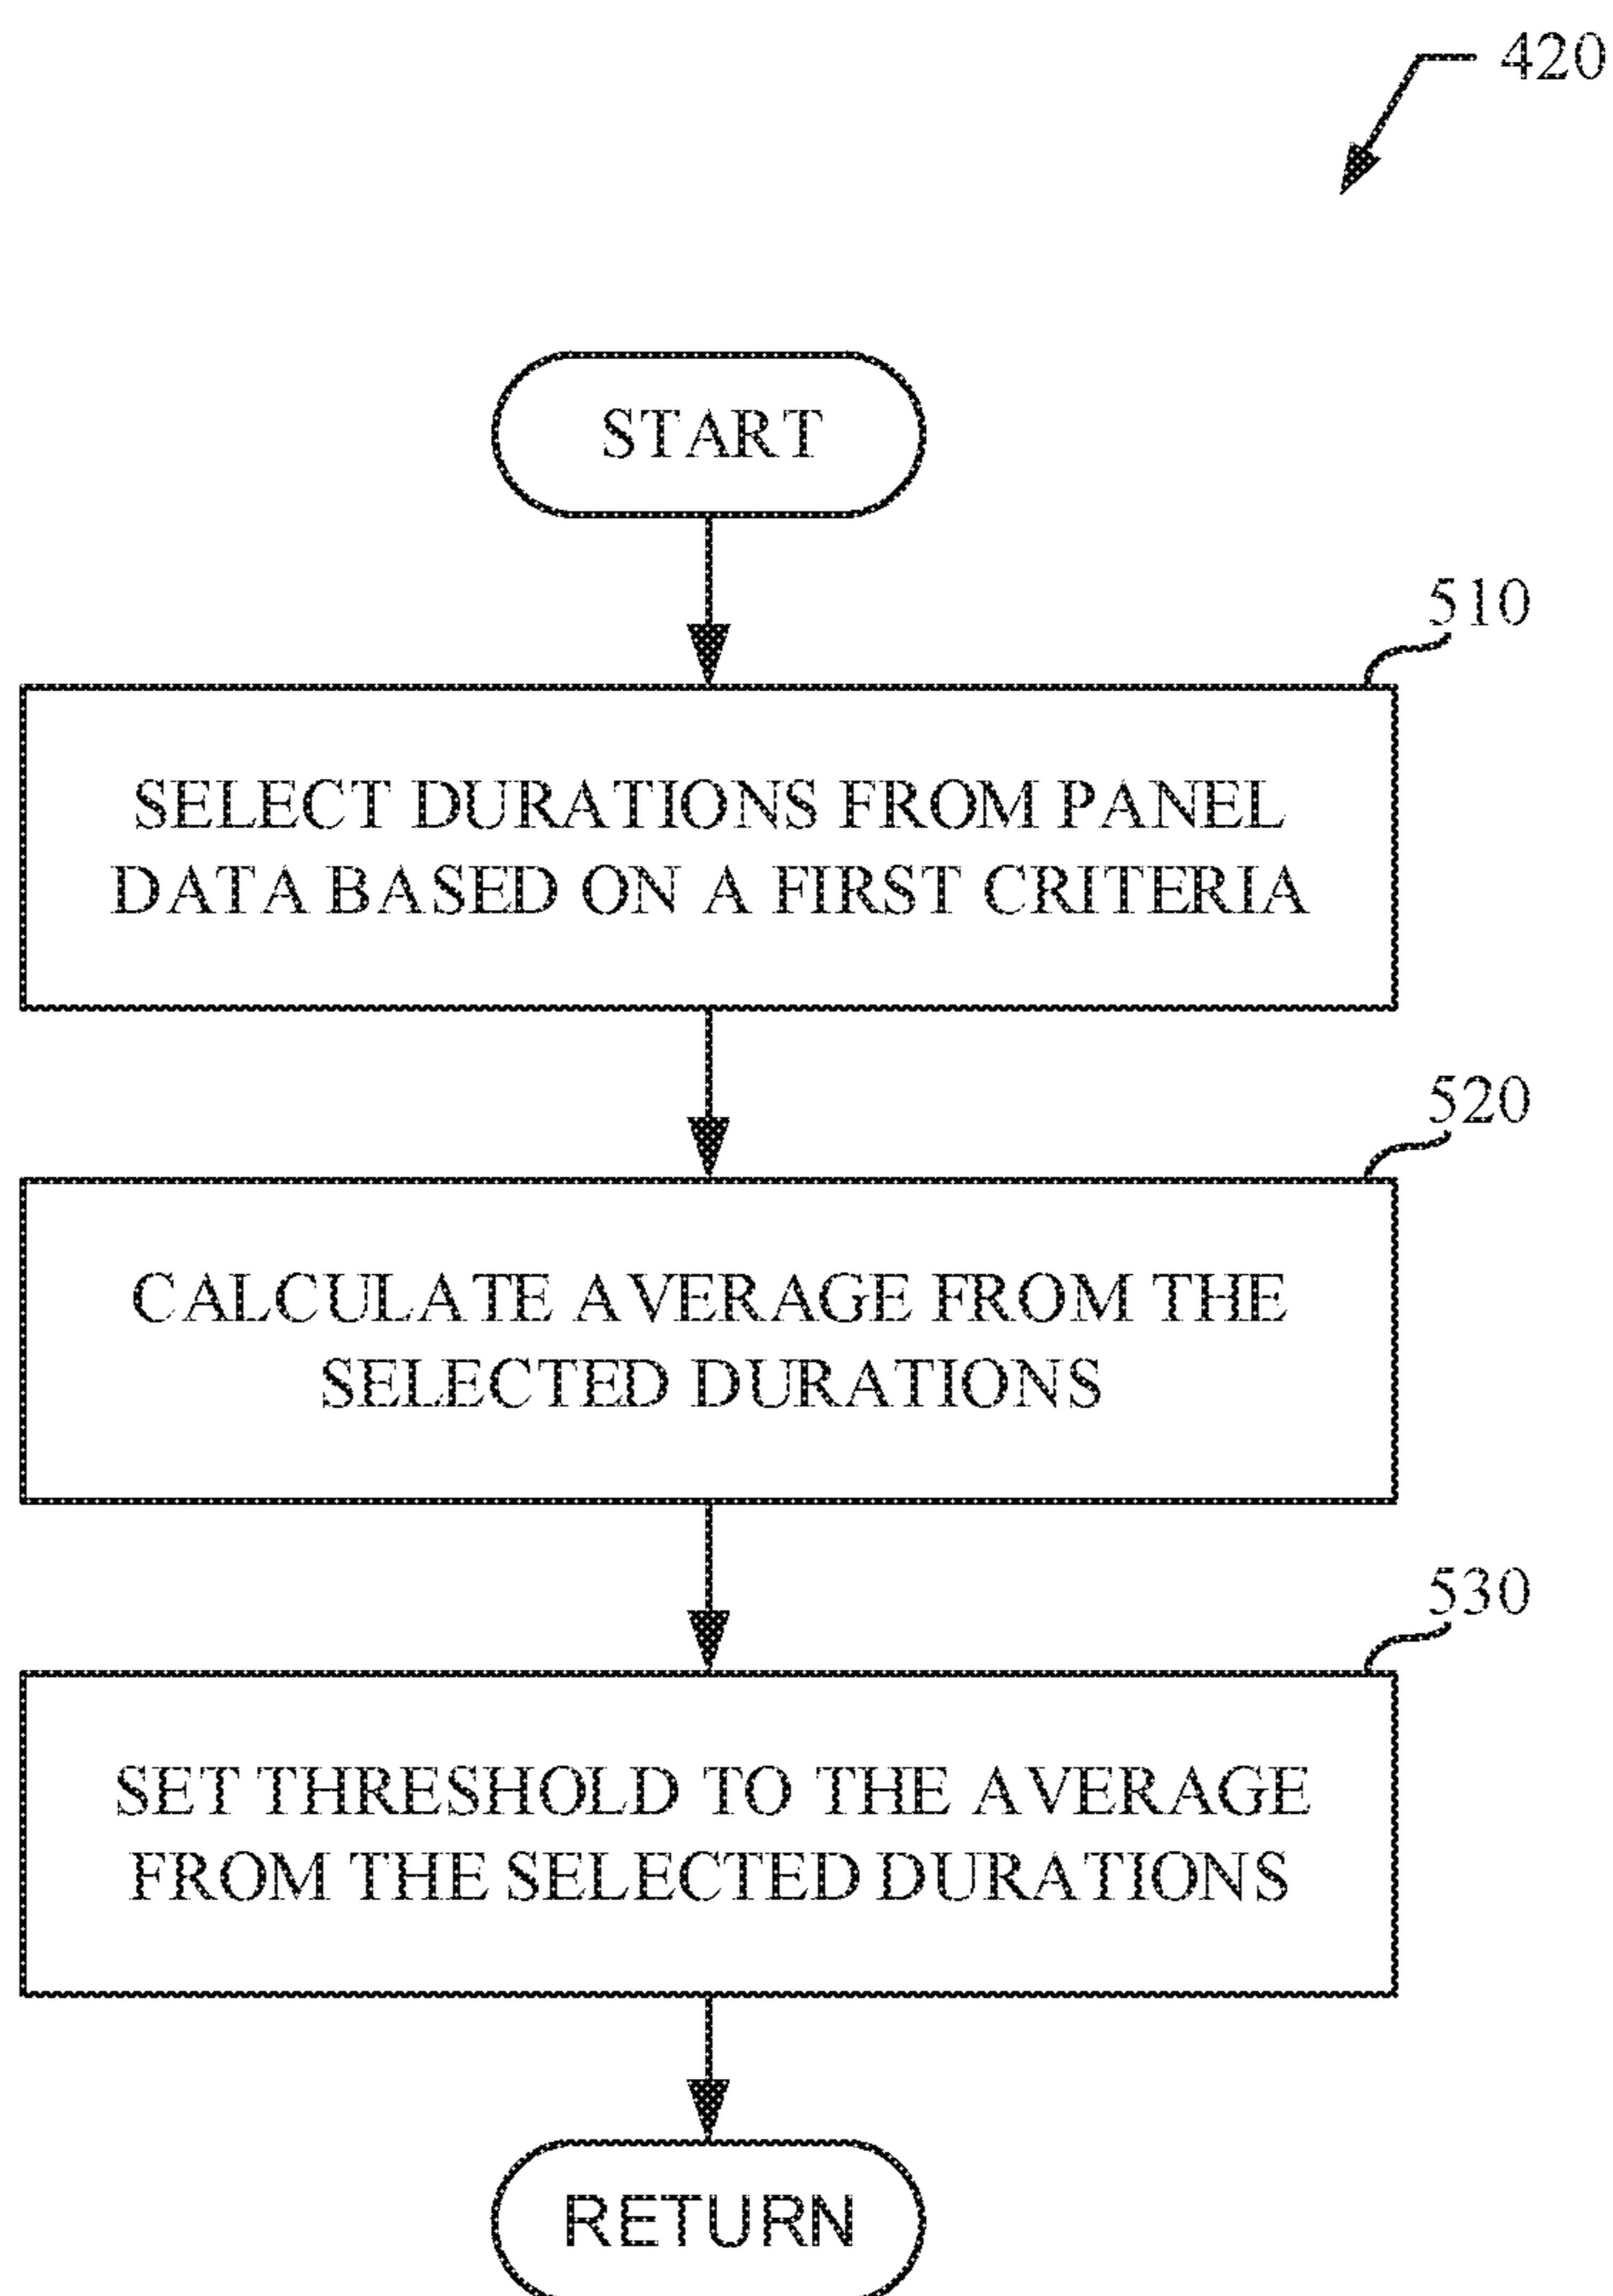 420
START
510
SELECT DURATIONS FROM PANEL
DATA BASED ON A FIRST CRITERIA
520
CALCULATE AVERAGE FROM THE
SELECTED DURATIONS
530
SET THRESHOLD TO THE AVERAGE
FROM THE SELECTED DURATIONS
RETURN